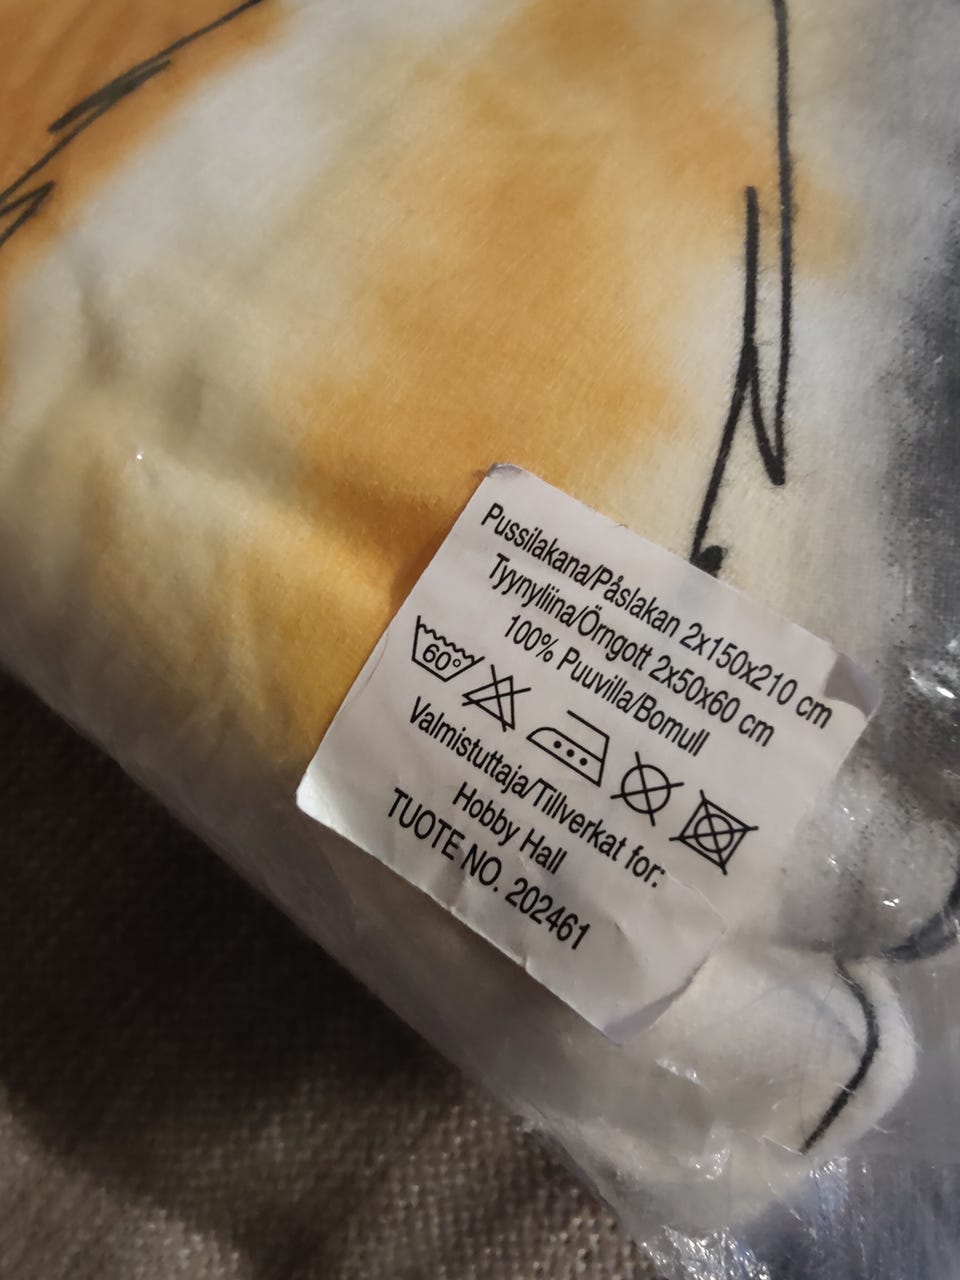 Pussilakana/Påslakan 2x150x210 cm
Tyynyliina/Örngott 2x50x60 cm
100% Puuvilla/Bomull
60°
Valmistuttaja/Tillverkat for:
Hobby Hall
TUOTE NO. 202461